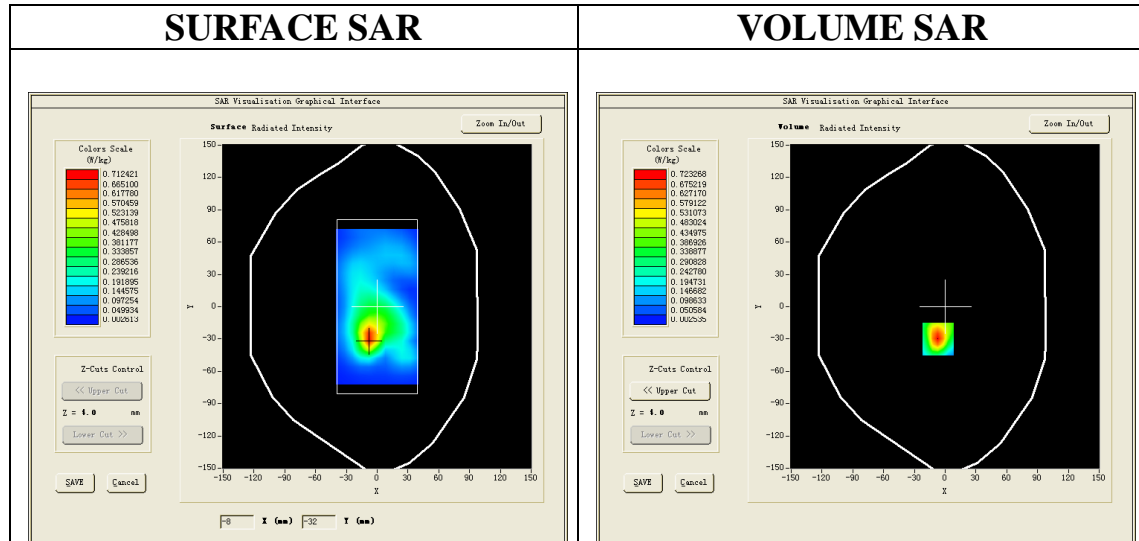 SURFACE SAR
VOLUME SAR
SAR Visualisation Graphical Interface
Surface Radiated Intensity
Zoom In/Out
Colors Scale
(W/kg)
0.712421
0.665100
0.617780
0.570459
0.523139
0.475818
0.428498
0.381177
0.333857
0.286536
0.239216
0.191895
0.144575
0.097254
0.049934
0.002613
150
120
90
60
30
0
-30
-60
-90
-120
-150
Y
-150 -120 -90 -60 -30 0 30 60 90 120 150
X
Z-Cuts Control
<< Upper Cut
Z = 4.0 mm
Lower Cut >>
SAVE Cancel
-8 X (mm) -32 Y (mm)
SAR Visualisation Graphical Interface
Volume Radiated Intensity
Zoom In/Out
Colors Scale
(W/kg)
0.723268
0.675219
0.627170
0.579122
0.531073
0.483024
0.434975
0.386926
0.338877
0.290828
0.242780
0.194731
0.146682
0.098633
0.050584
0.002535
150
120
90
60
30
0
-30
-60
-90
-120
-150
Y
-150 -120 -90 -60 -30 0 30 60 90 120 150
X
Z-Cuts Control
<< Upper Cut
Z = 4.0 mm
Lower Cut >>
SAVE Cancel